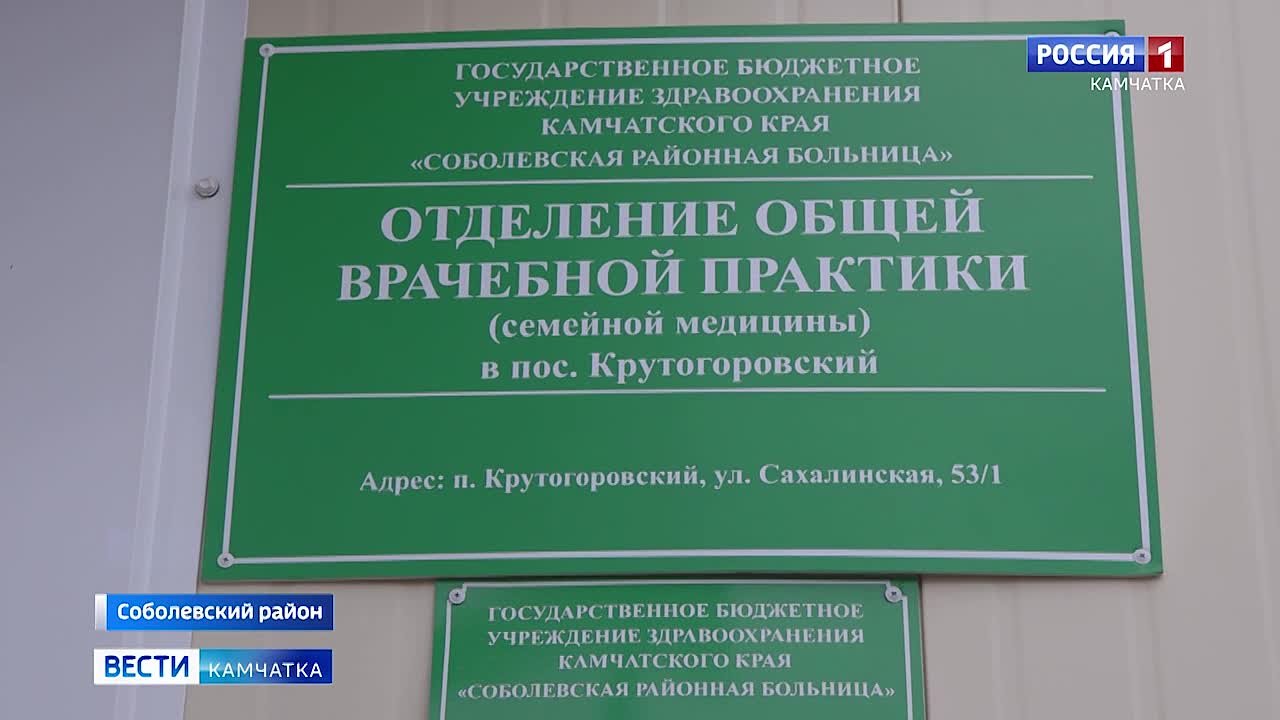 РОССИЯ 1
КАМЧАТКА
ГОСУДАРСТВЕННОЕ БЮДЖЕТНОЕ
УЧРЕЖДЕНИЕ ЗДРАВООХРАНЕНИЯ
КАМЧАТСКОГО КРАЯ
«СОБОЛЕВСКАЯ РАЙОННАЯ БОЛЬНИЦА»
ОТДЕЛЕНИЕ ОБЩЕЙ
ВРАЧЕБНОЙ ПРАКТИКИ
(семейной медицины)
в пос. Крутогоровский
Адрес: п. Крутогоровский, ул. Сахалинская, 53/1
ГОСУДАРСТВЕННОЕ БЮДЖЕТНОЕ
УЧРЕЖДЕНИЕ ЗДРАВООХРАНЕНИЯ
КАМЧАТСКОГО КРАЯ
«СОБОЛЕВСКАЯ РАЙОННАЯ БОЛЬНИЦА»
Соболевский район
ВЕСТИ КАМЧАТКА